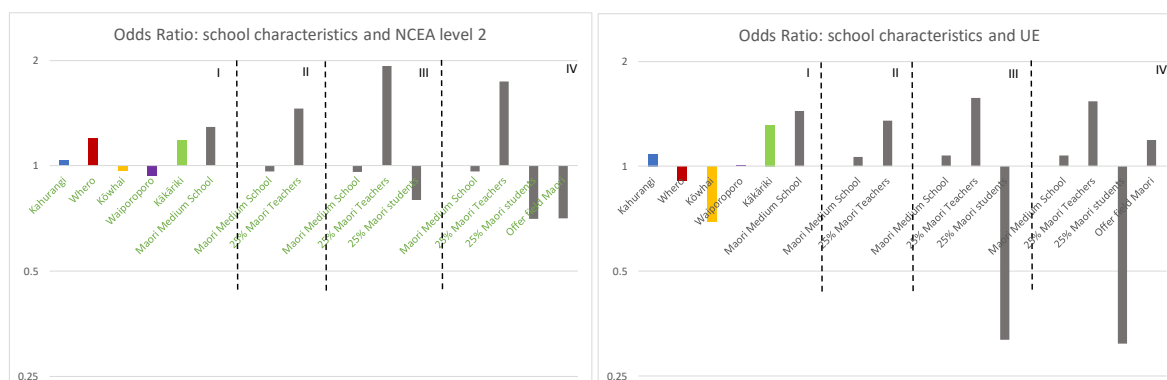 Odds Ratio: school characteristics and NCEA level 2
2
I
II
III
IV
1
Kahurangi
Whero
Kōwhai
Waiporoporo
Kākāriki
Maori Medium School
Maori Medium School
25% Maori Teachers
Maori Medium School
25% Maori Teachers
25% Maori students
Maori Medium School
25% Maori Teachers
25% Maori students
Offer field Maori
0.5
0.25
Odds Ratio: school characteristics and UE
2
I
II
III
IV
1
Kahurangi
Whero
Kōwhai
Waiporoporo
Kākāriki
Maori Medium School
Maori Medium School
25% Maori Teachers
Maori Medium School
25% Maori Teachers
25% Maori students
Maori Medium School
25% Maori Teachers
25% Maori students
Offer field Maori
0.5
0.25